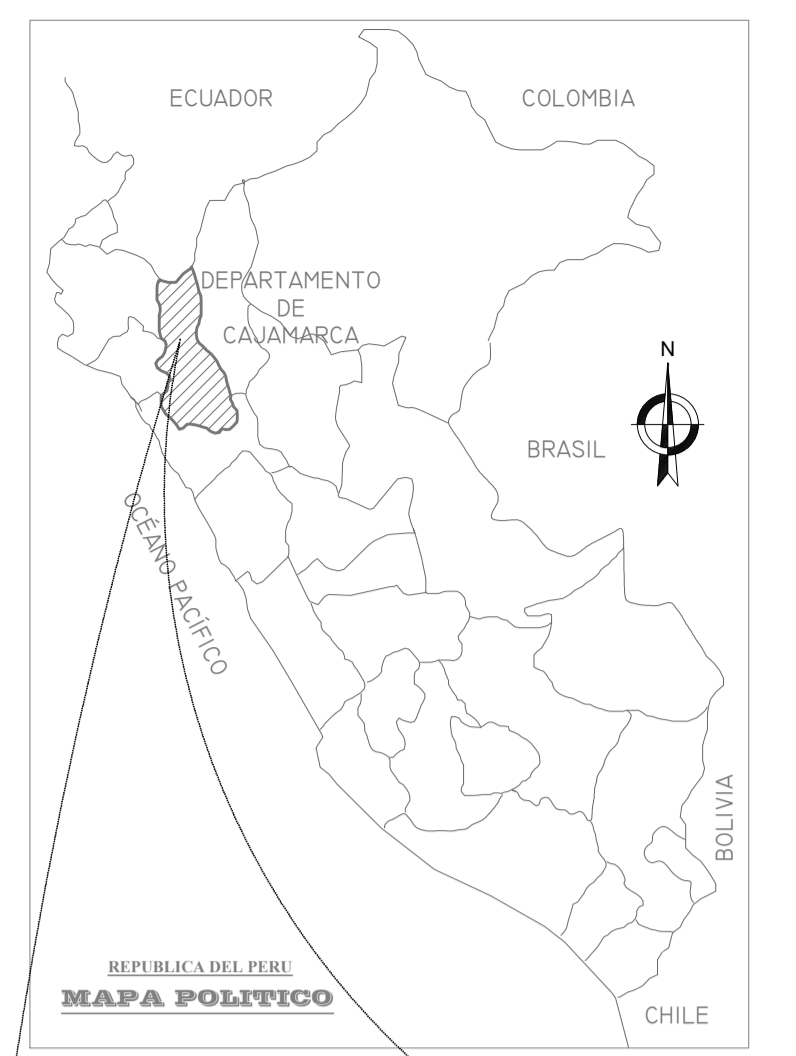 ECUADOR
COLOMBIA
DEPARTAMENTO
DE
CAJAMARCA
N
BRASIL
OCÉANO PACÍFICO
BOLIVIA
REPUBLICA DEL PERU
MAPA POLITICO
CHILE